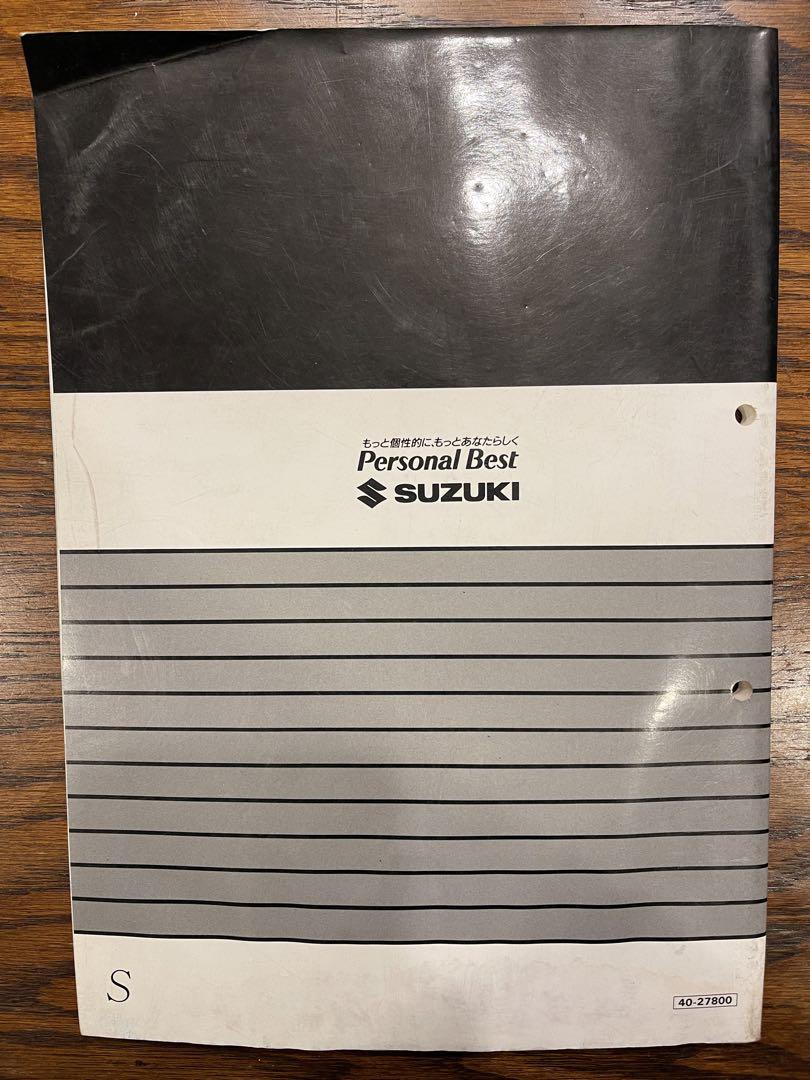 もっと個性的に、もっとあなたらしく
Personal Best
SUZUKI
S
40-27800